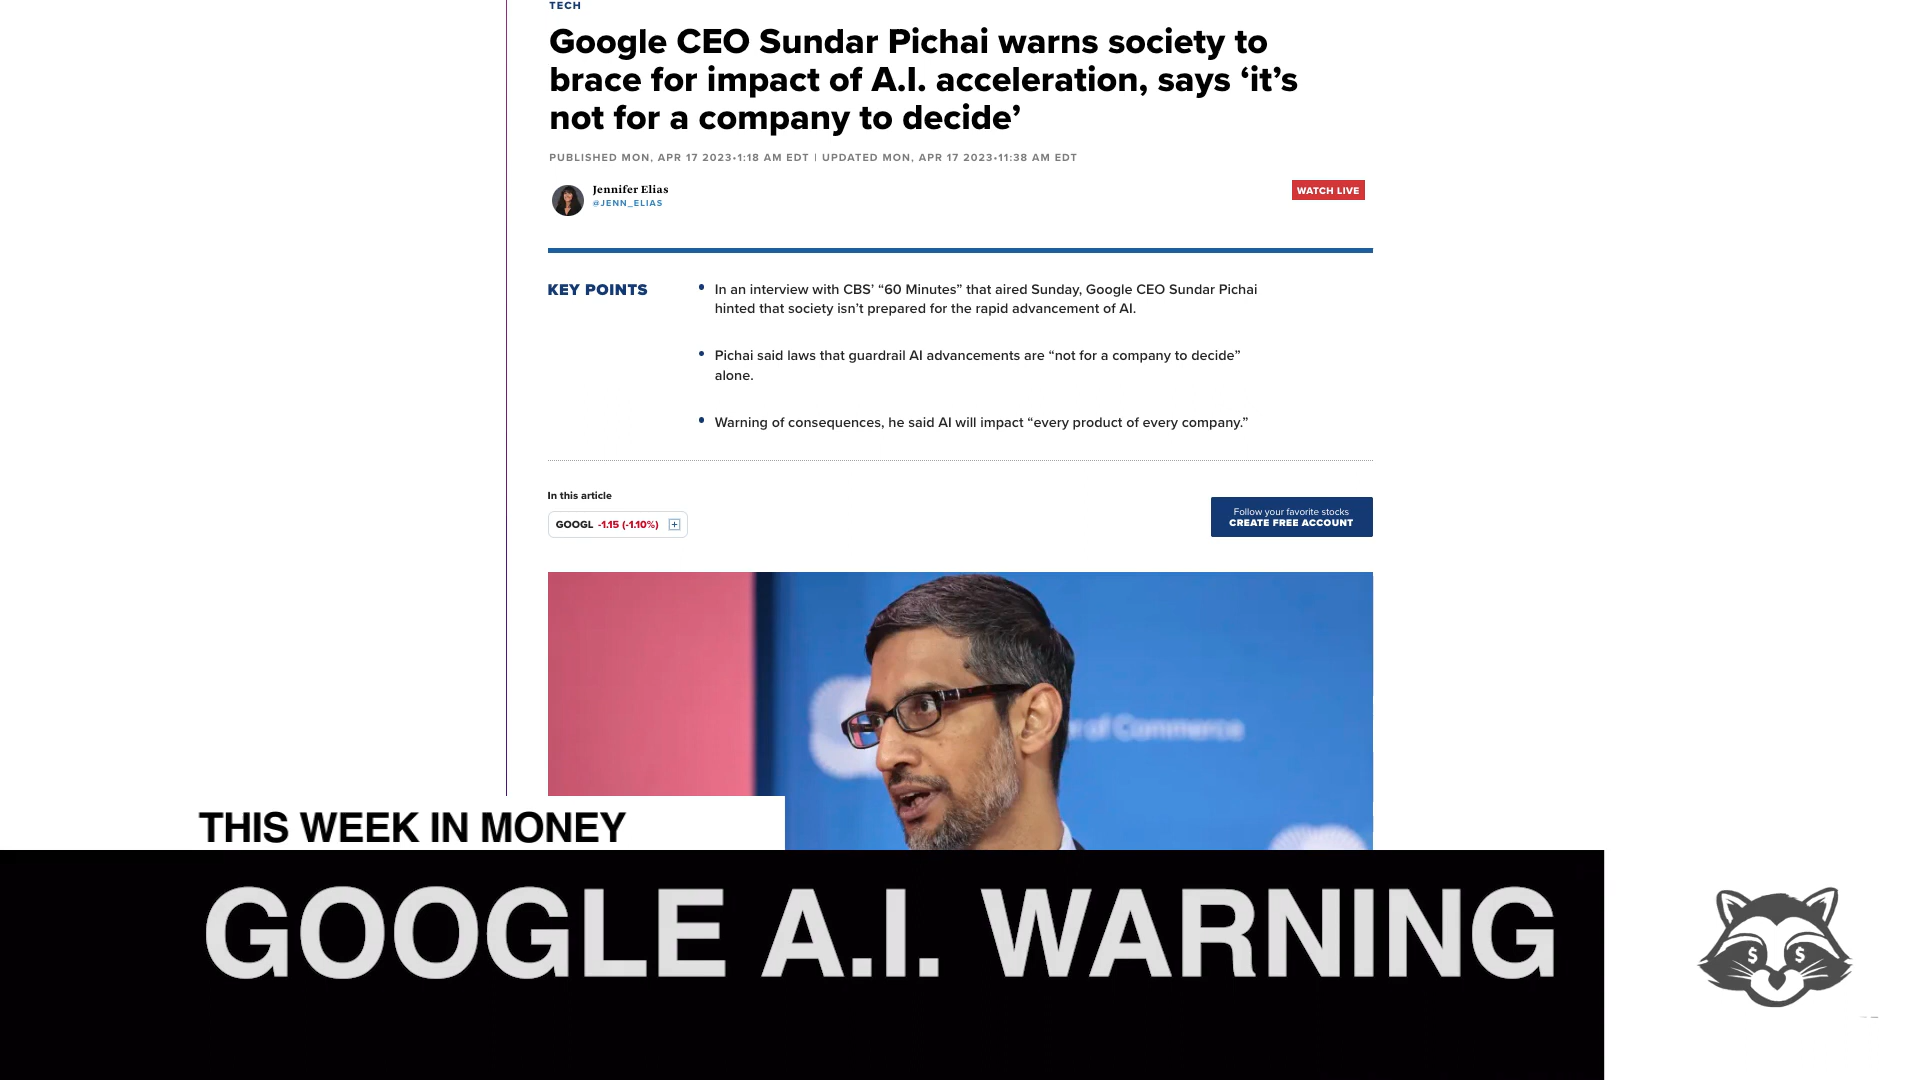 TECH
Google CEO Sundar Pichai warns society to
brace for impact of A.I. acceleration, says ‘it’s
not for a company to decide’
PUBLISHED MON, APR 17 2023•1:18 AM EDT | UPDATED MON, APR 17 2023•11:38 AM EDT
Jennifer Elias
@JENN_ELIAS
WATCH LIVE
KEY POINTS
• In an interview with CBS’ “60 Minutes” that aired Sunday, Google CEO Sundar Pichai
hinted that society isn’t prepared for the rapid advancement of AI.
• Pichai said laws that guardrail AI advancements are “not for a company to decide”
alone.
• Warning of consequences, he said AI will impact “every product of every company.”
In this article
GOOGL -1.15 (-1.10%) +
Follow your favorite stocks
CREATE FREE ACCOUNT
r of Commerce
THIS WEEK IN MONEY
GOOGLE A.I. WARNING
$ $